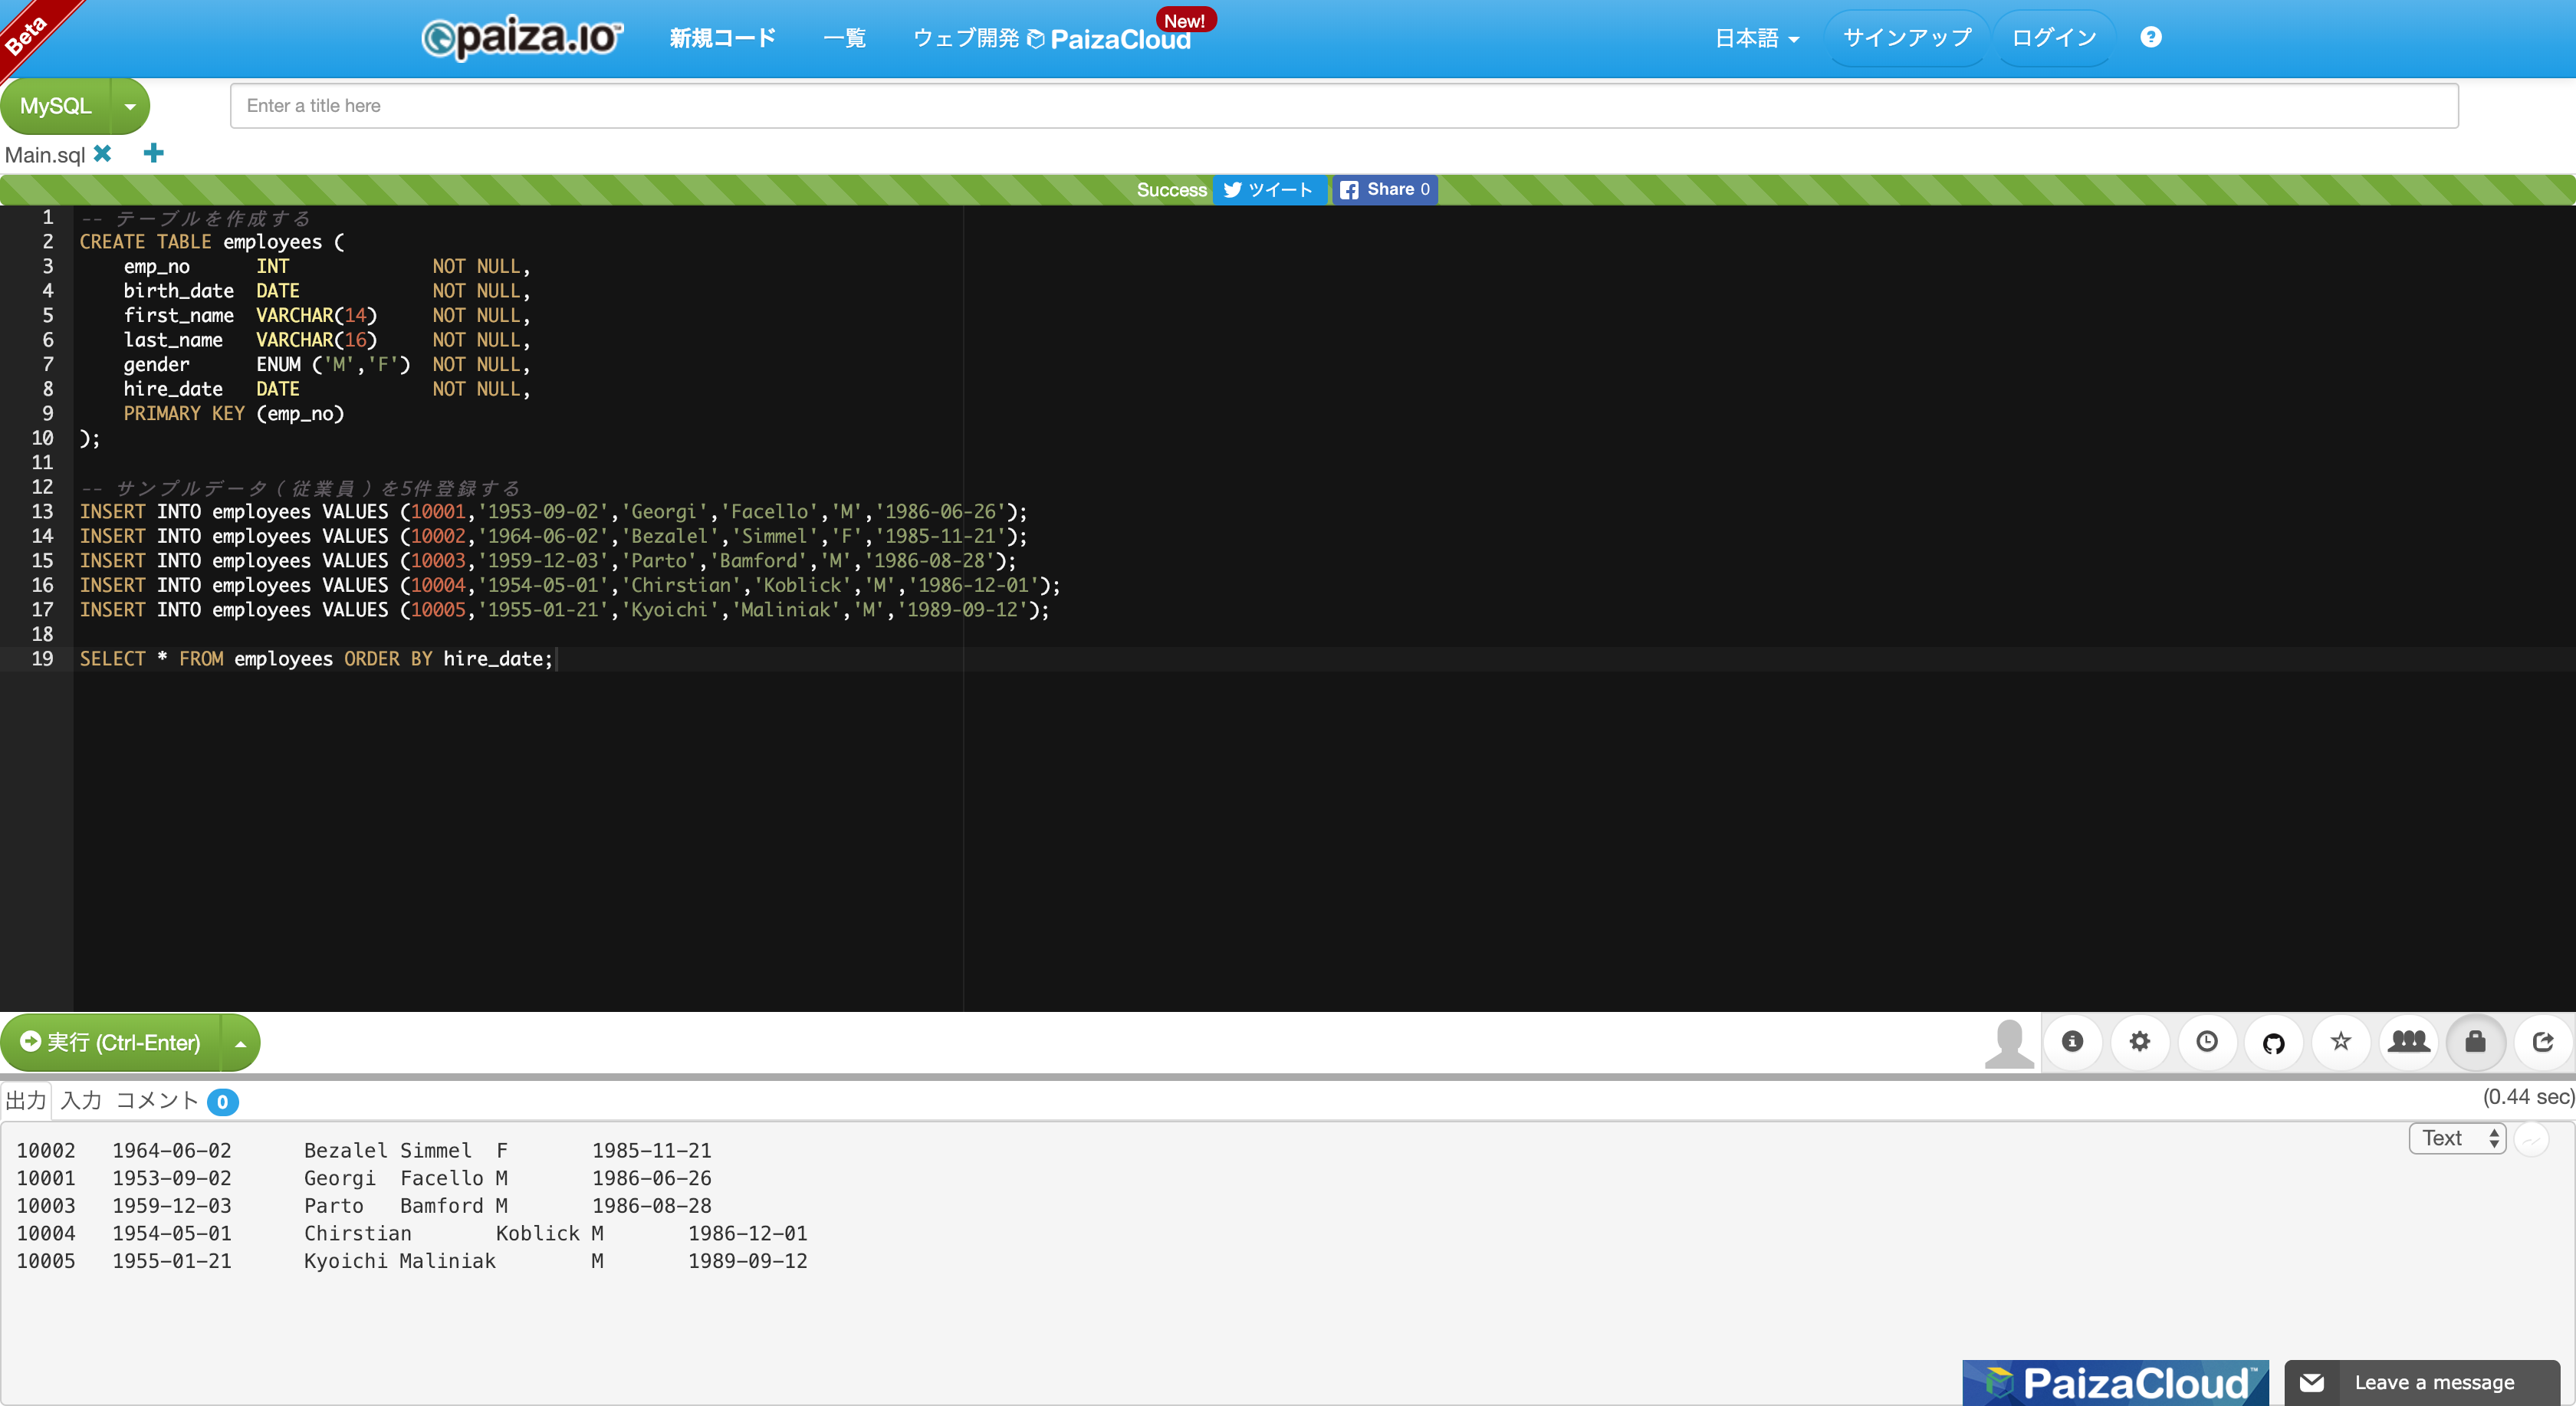 Beta
paiza.io
新規コード 一覧 ウェブ開発 PaizaCloud New! 日本語 サインアップ ログイン ?
MySQL
Enter a title here
Main.sql
Success ツイート Share 0
1 -- テーブルを作成する
2 CREATE TABLE employees (
3 emp_no INT NOT NULL,
4 birth_date DATE NOT NULL,
5 first_name VARCHAR(14) NOT NULL,
6 last_name VARCHAR(16) NOT NULL,
7 gender ENUM ('M','F') NOT NULL,
8 hire_date DATE NOT NULL,
9 PRIMARY KEY (emp_no)
10 );
11
12 -- サンプルデータ（従業員）を5件登録する
13 INSERT INTO employees VALUES (10001,'1953-09-02','Georgi','Facello','M','1986-06-26');
14 INSERT INTO employees VALUES (10002,'1964-06-02','Bezalel','Simmel','F','1985-11-21');
15 INSERT INTO employees VALUES (10003,'1959-12-03','Parto','Bamford','M','1986-08-28');
16 INSERT INTO employees VALUES (10004,'1954-05-01','Chirstian','Koblick','M','1986-12-01');
17 INSERT INTO employees VALUES (10005,'1955-01-21','Kyoichi','Maliniak','M','1989-09-12');
18
19 SELECT * FROM employees ORDER BY hire_date;
実行 (Ctrl-Enter)
出力 入力 コメント 0
(0.44 sec)
Text
10002 1964-06-02 Bezalel Simmel F 1985-11-21
10001 1953-09-02 Georgi Facello M 1986-06-26
10003 1959-12-03 Parto Bamford M 1986-08-28
10004 1954-05-01 Chirstian Koblick M 1986-12-01
10005 1955-01-21 Kyoichi Maliniak M 1989-09-12
PaizaCloud™
Leave a message